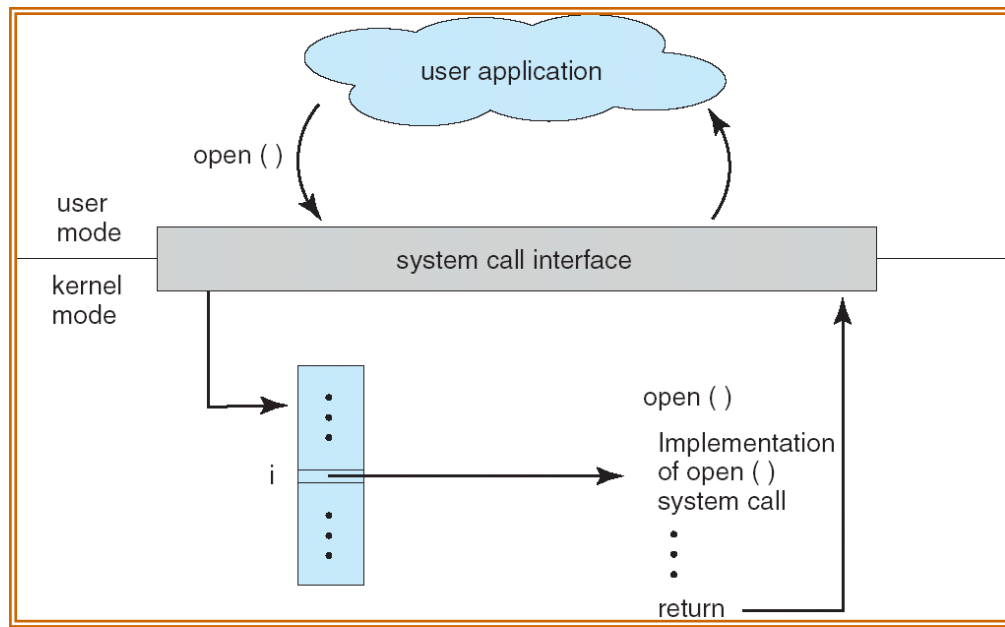 user application
open ( )
user
mode
system call interface
kernel
mode
open ( )
Implementation
of open ( )
system call
i
return